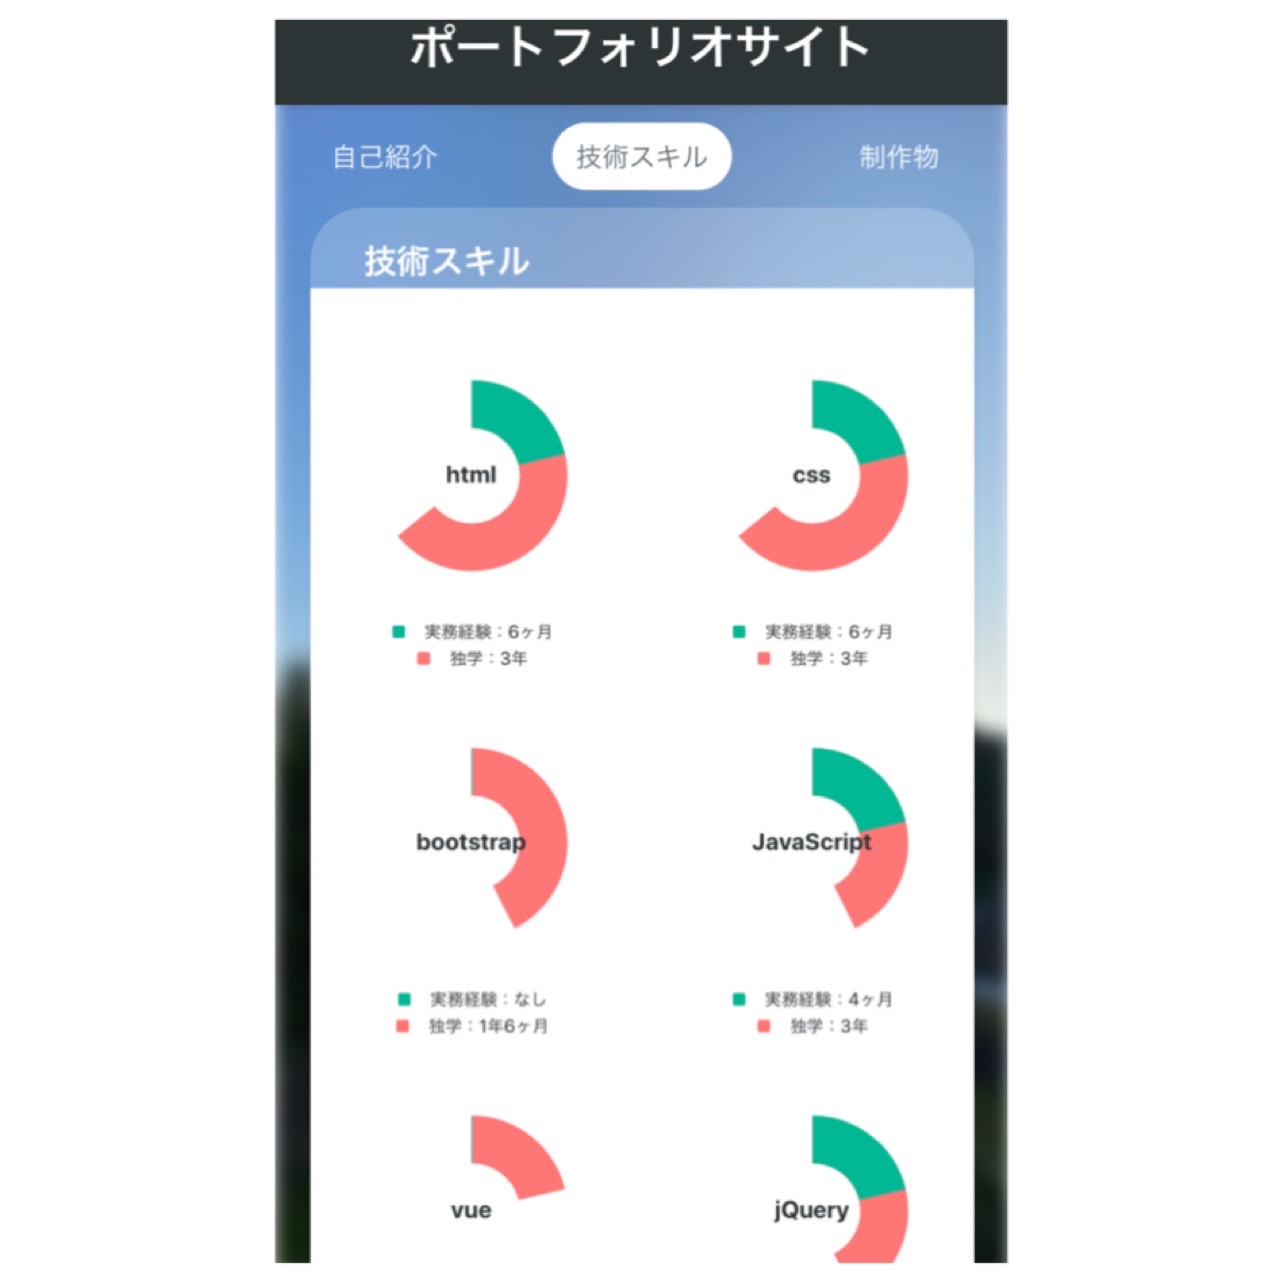 ポートフォリオサイト
自己紹介 技術スキル 制作物
技術スキル
html css
実務経験：6ヶ月 実務経験：6ヶ月
独学：3年 独学：3年
bootstrap JavaScript
実務経験：なし 実務経験：4ヶ月
独学：1年6ヶ月 独学：3年
vue jQuery